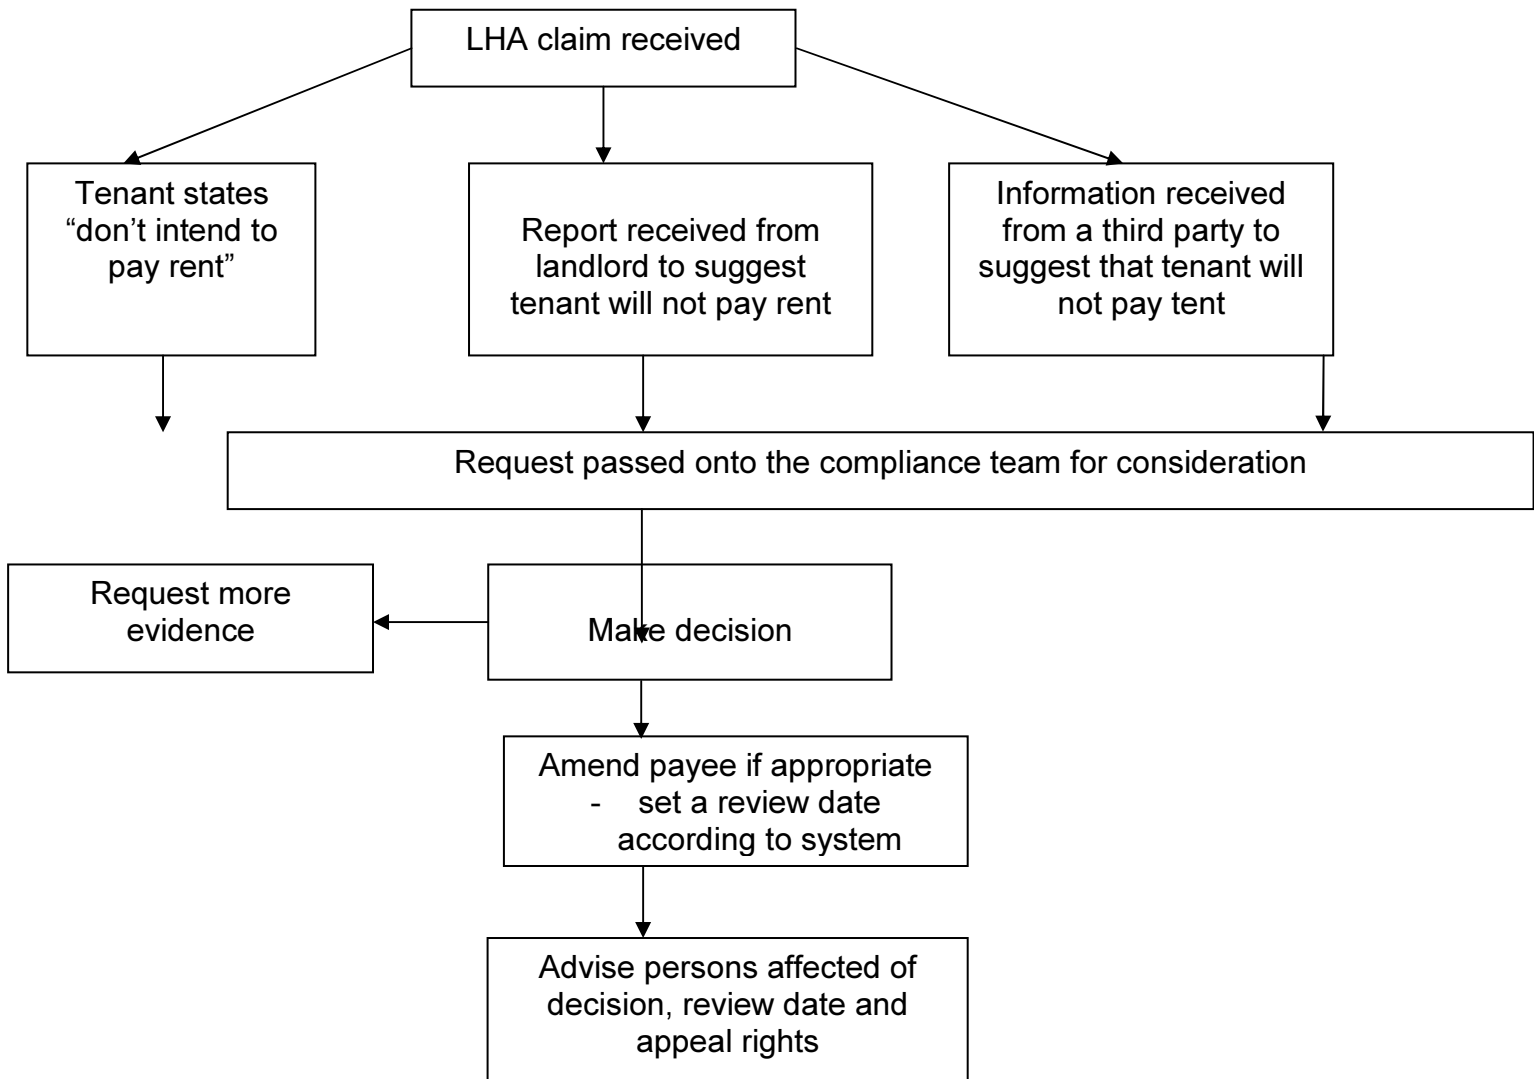 LHA claim received
Tenant states
“don’t intend to
pay rent”
Report received from
landlord to suggest
tenant will not pay rent
Information received
from a third party to
suggest that tenant will
not pay tent
Request passed onto the compliance team for consideration
Request more
evidence
Make decision
Amend payee if appropriate
- set a review date
according to system
Advise persons affected of
decision, review date and
appeal rights